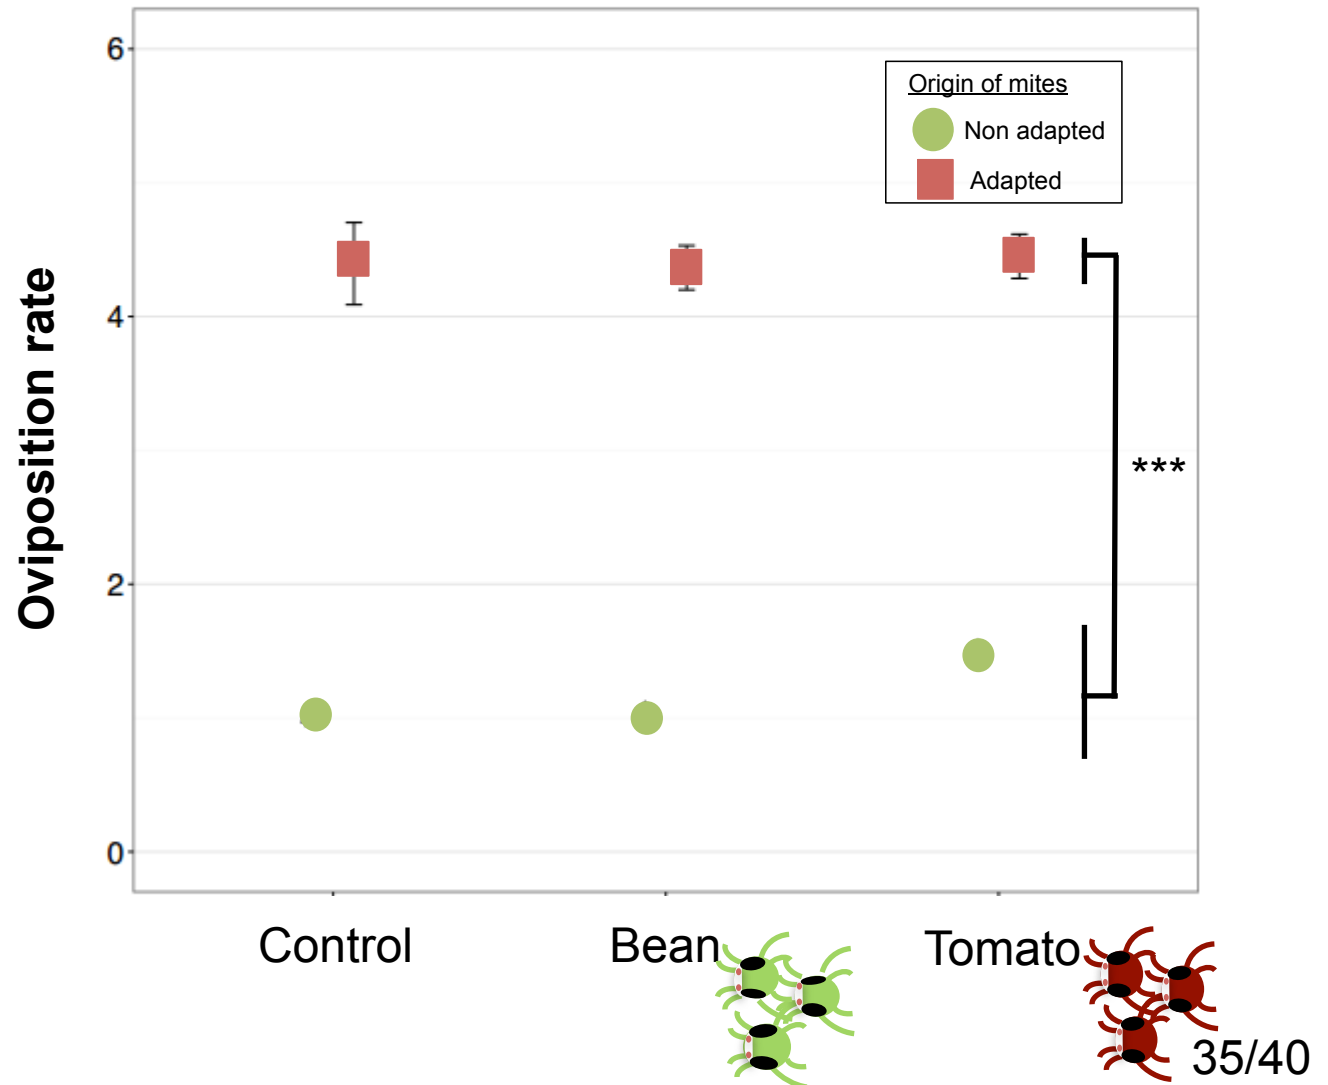 6
Origin of mites
Non adapted
Adapted
4
Oviposition rate
***
2
0
Control
Bean
Tomato
35/40